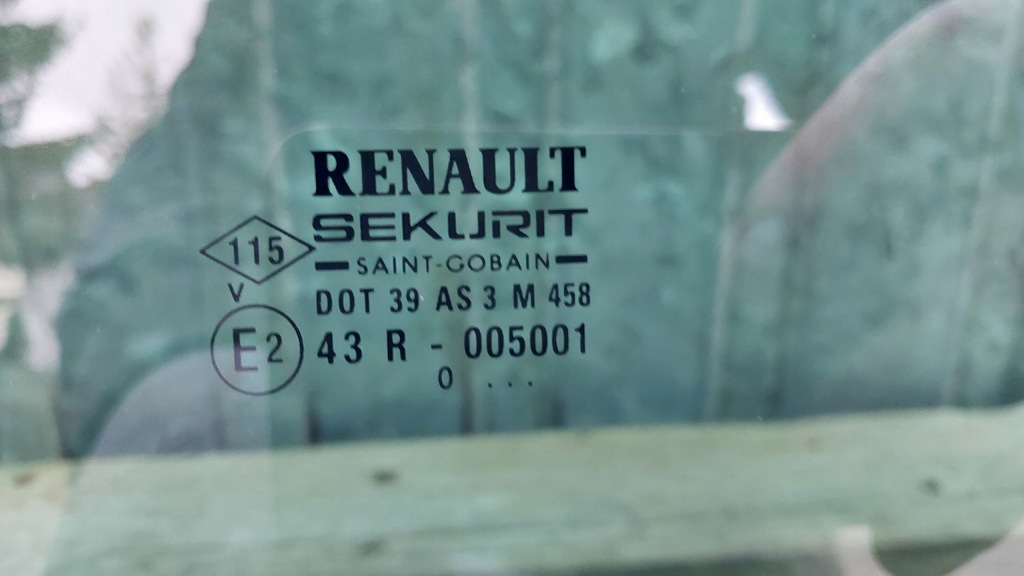 RENAULT
SEKURIT
115
SAINT-GOBAIN
V
DOT 39 AS 3 M 458
E2
43 R - 005001
0 ...